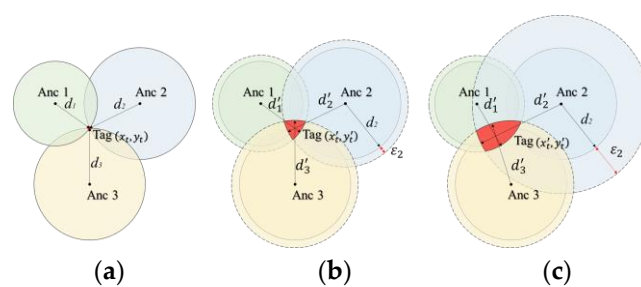 Anc 1
d₁
Anc 2
d₂
Tag (xₜ, yₜ)
d₃
Anc 3
(a)
Anc 1
d′₁
Anc 2
d′₂
d₂
Tag (x′ₜ, y′ₜ)
ε₂
d′₃
Anc 3
(b)
Anc 1
d′₁
Anc 2
d′₂
d₂
Tag (x′ₜ, y′ₜ)
ε₂
d′₃
Anc 3
(c)